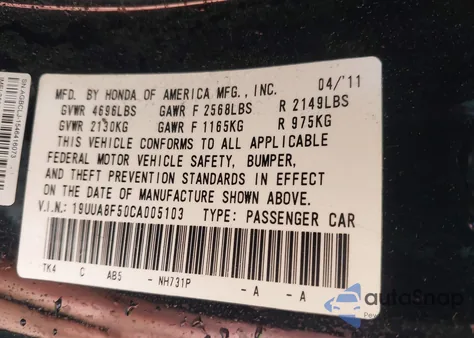 MFD. BY HONDA OF AMERICA MFG., INC. 04/'11
GVWR 4696LBS GAWR F 2568LBS R 2149LBS
GVWR 2130KG GAWR F 1165KG R 975KG
THIS VEHICLE CONFORMS TO ALL APPLICABLE
FEDERAL MOTOR VEHICLE SAFETY, BUMPER,
AND THEFT PREVENTION STANDARDS IN EFFECT
ON THE DATE OF MANUFACTURE SHOWN ABOVE.
V.I.N.: 19UUA8F50CA005103 TYPE: PASSENGER CAR
TK4 C AB5 - NH731P - A - A
autoSnap